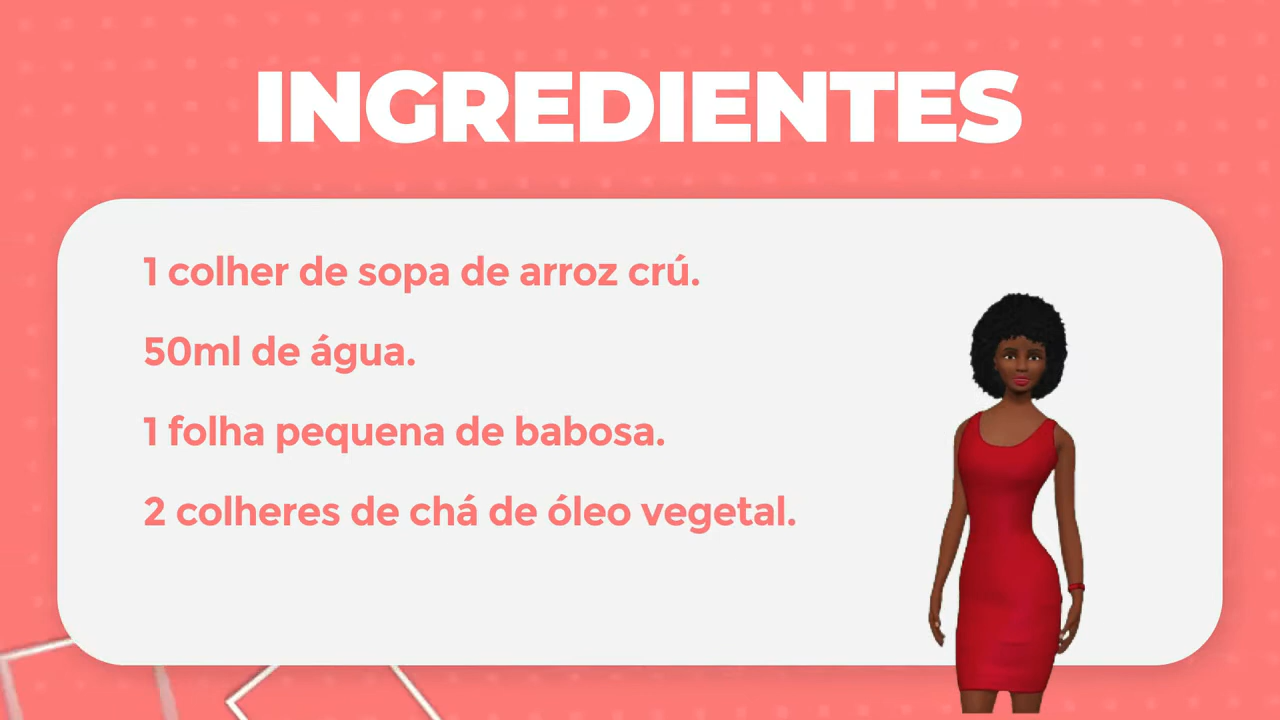 INGREDIENTES
1 colher de sopa de arroz crú.
50ml de água.
1 folha pequena de babosa.
2 colheres de chá de óleo vegetal.